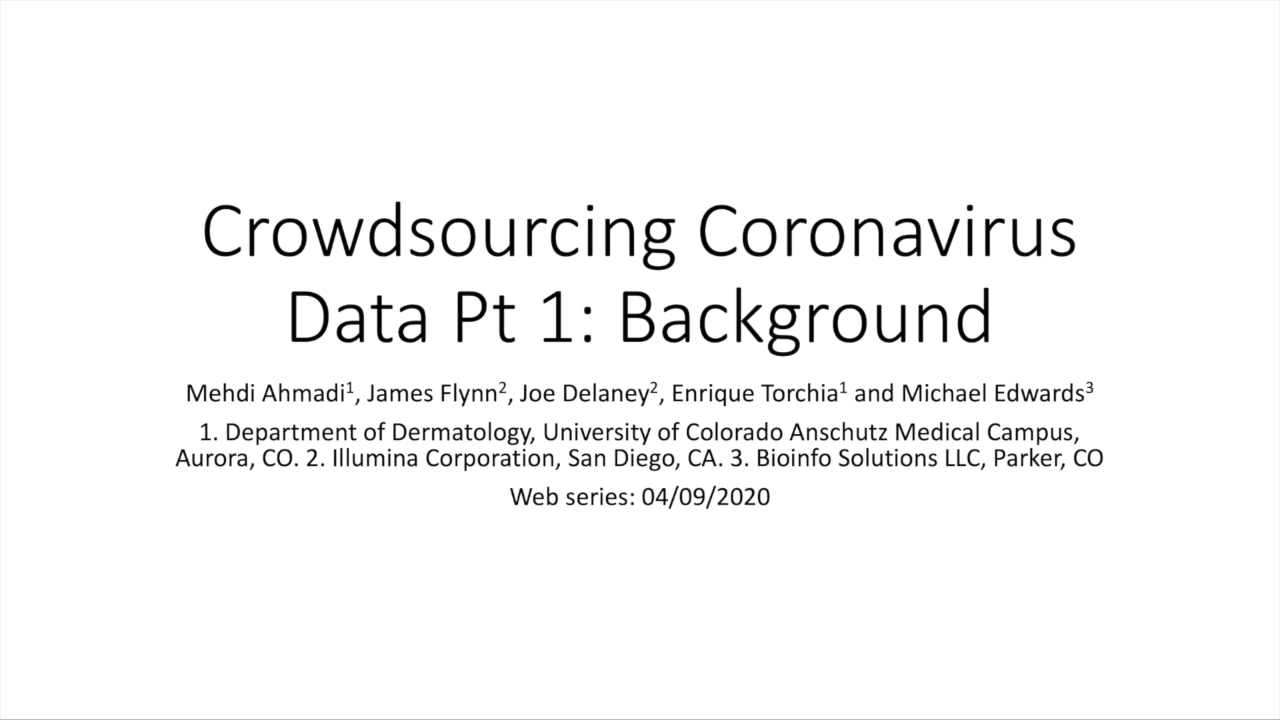 Crowdsourcing Coronavirus
Data Pt 1: Background
Mehdi Ahmadi¹, James Flynn², Joe Delaney², Enrique Torchia¹ and Michael Edwards³
1. Department of Dermatology, University of Colorado Anschutz Medical Campus,
Aurora, CO. 2. Illumina Corporation, San Diego, CA. 3. Bioinfo Solutions LLC, Parker, CO
Web series: 04/09/2020